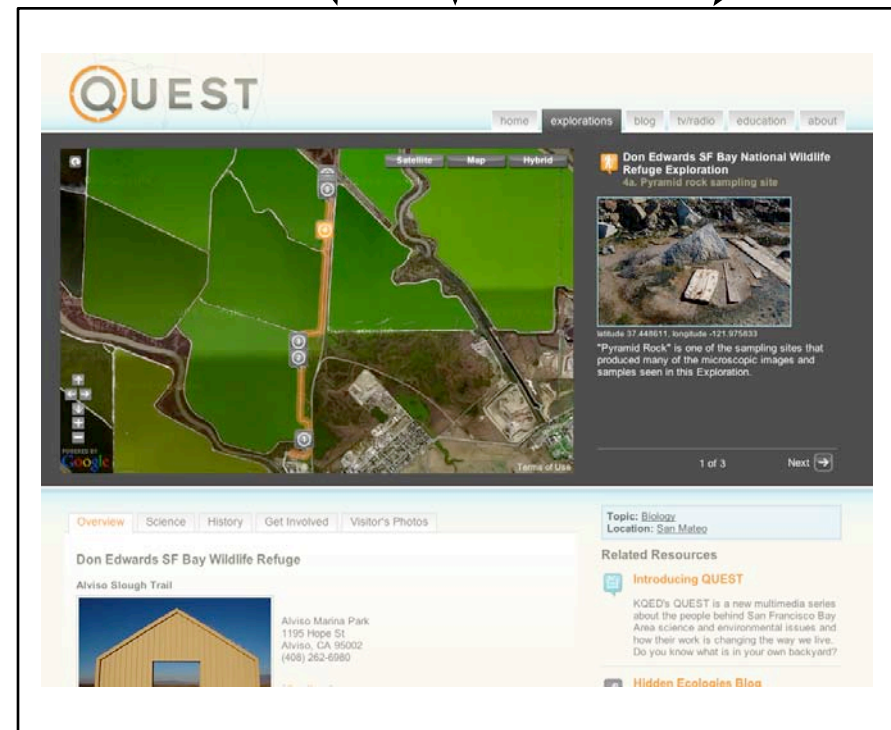 QUEST
home explorations blog tv/radio education about
Satellite Map Hybrid
Don Edwards SF Bay National Wildlife
Refuge Exploration
4a. Pyramid rock sampling site
latitude 37.448611, longitude -121.975833
"Pyramid Rock" is one of the sampling sites that
produced many of the microscopic images and
samples seen in this Exploration.
POWERED BY
Google
Terms of Use
1 of 3 Next
Overview Science History Get Involved Visitor's Photos
Topic: Biology
Location: San Mateo
Don Edwards SF Bay Wildlife Refuge
Alviso Slough Trail
Alviso Marina Park
1195 Hope St
Alviso, CA 95002
(408) 262-6980
Related Resources
Introducing QUEST
KQED's QUEST is a new multimedia series
about the people behind San Francisco Bay
Area science and environmental issues and
how their work is changing the way we live.
Do you know what is in your own backyard?
Hidden Ecologies Blog